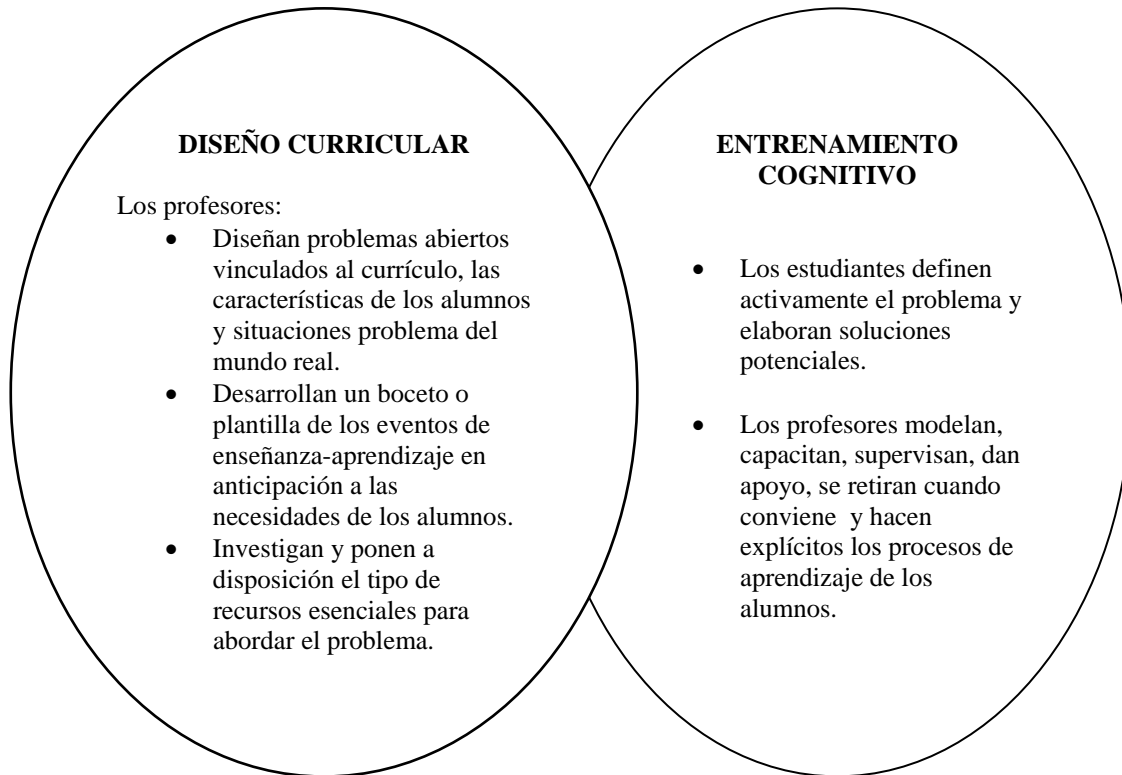 DISEÑO CURRICULAR
Los profesores:
• Diseñan problemas abiertos
vinculados al currículo, las
características de los alumnos
y situaciones problema del
mundo real.
• Desarrollan un boceto o
plantilla de los eventos de
enseñanza-aprendizaje en
anticipación a las
necesidades de los alumnos.
• Investigan y ponen a
disposición el tipo de
recursos esenciales para
abordar el problema.
ENTRENAMIENTO
COGNITIVO
• Los estudiantes definen
activamente el problema y
elaboran soluciones
potenciales.
• Los profesores modelan,
capacitan, supervisan, dan
apoyo, se retiran cuando
conviene y hacen
explícitos los procesos de
aprendizaje de los
alumnos.